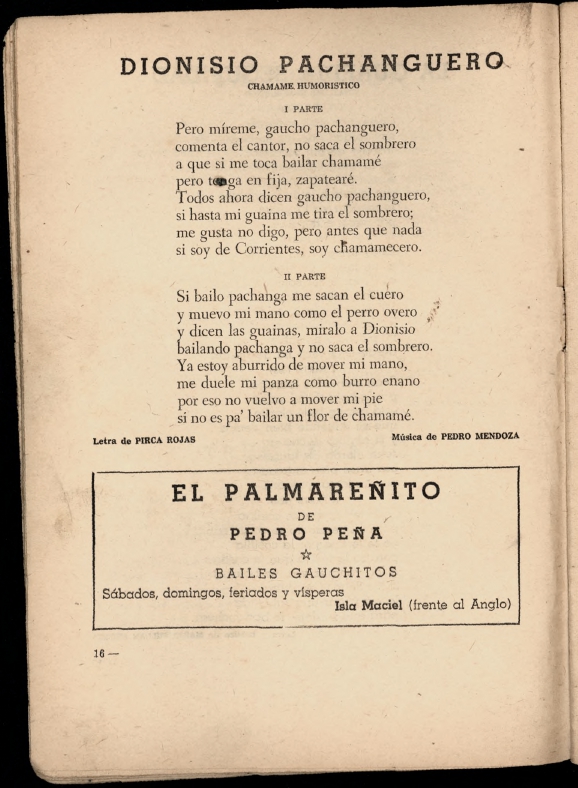 DIONISIO PACHANGUERO
CHAMAME HUMORISTICO
I PARTE
Pero míreme, gaucho pachanguero,
comenta el cantor, no saca el sombrero
a que si me toca bailar chamamé
pero tenga en fija, zapatearé.
Todos ahora dicen gaucho pachanguero,
si hasta mi guaina me tira el sombrero;
me gusta no digo, pero antes que nada
si soy de Corrientes, soy chamamecero.
II PARTE
Si bailo pachanga me sacan el cuero
y muevo mi mano como el perro overo
y dicen las guainas, miralo a Dionisio
bailando pachanga y no saca el sombrero.
Ya estoy aburrido de mover mi mano,
me duele mi panza como burro enano
por eso no vuelvo a mover mi pie
si no es pa' bailar un flor de chamamé.
Letra de PIRCA ROJAS Música de PEDRO MENDOZA
EL PALMAREÑITO
DE
PEDRO PEÑA
BAILES GAUCHITOS
Sábados, domingos, feriados y vísperas
Isla Maciel (frente al Anglo)
16 —